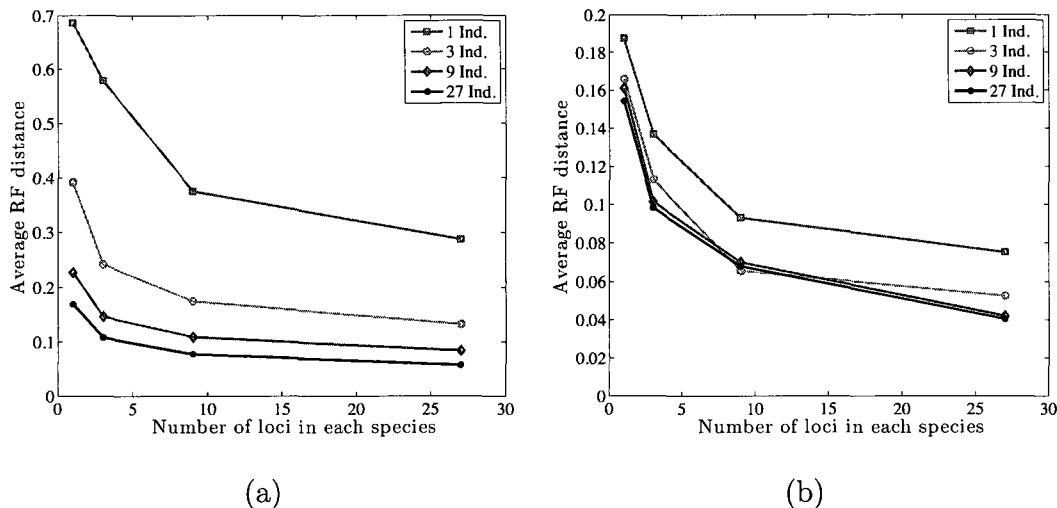 0.7
0.6
0.5
0.4
0.3
0.2
0.1
0
0 5 10 15 20 25 30
Average RF distance
Number of loci in each species
1 Ind.
3 Ind.
9 Ind.
27 Ind.
(a)
0.2
0.18
0.16
0.14
0.12
0.1
0.08
0.06
0.04
0.02
0
0 5 10 15 20 25 30
Average RF distance
Number of loci in each species
1 Ind.
3 Ind.
9 Ind.
27 Ind.
(b)